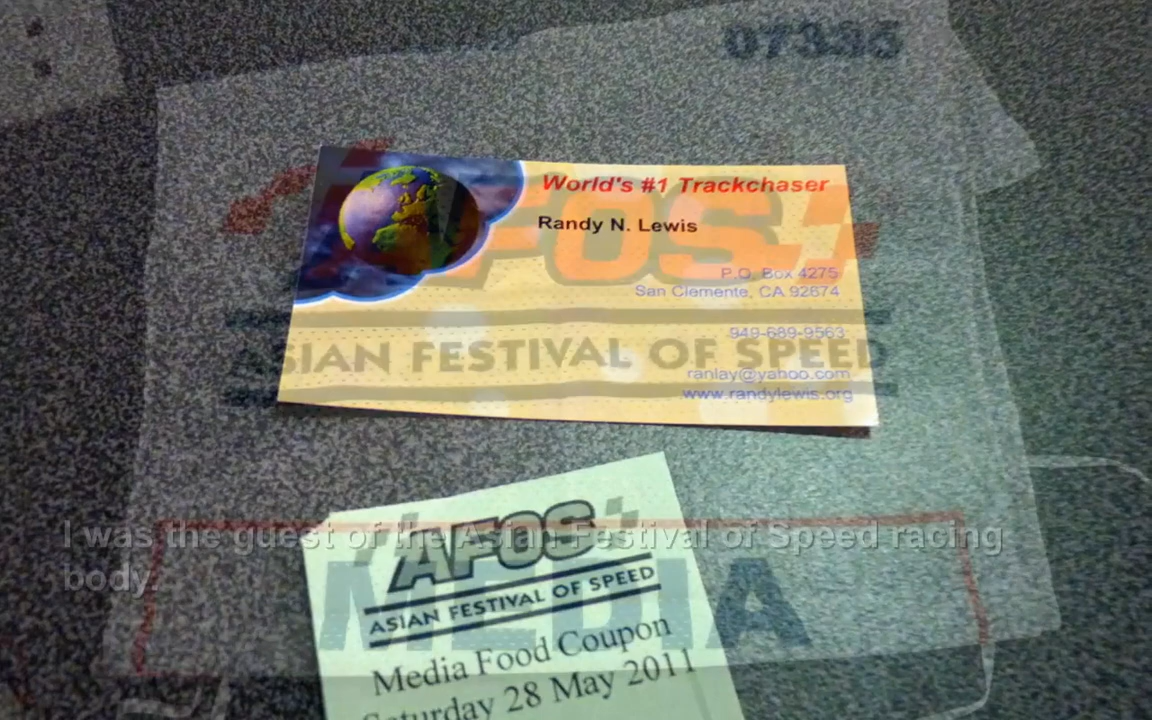 07335
World's #1 Trackchaser
Randy N. Lewis
AFOS
P.O. Box 4275
San Clemente, CA 92674
949-689-9563
ASIAN FESTIVAL OF SPEED
ranlay@yahoo.com
www.randylewis.org
I was the guest of the Asian Festival of Speed racing
body.
AFOS
ASIAN FESTIVAL OF SPEED
MEDIA
Media Food Coupon
Saturday 28 May 2011